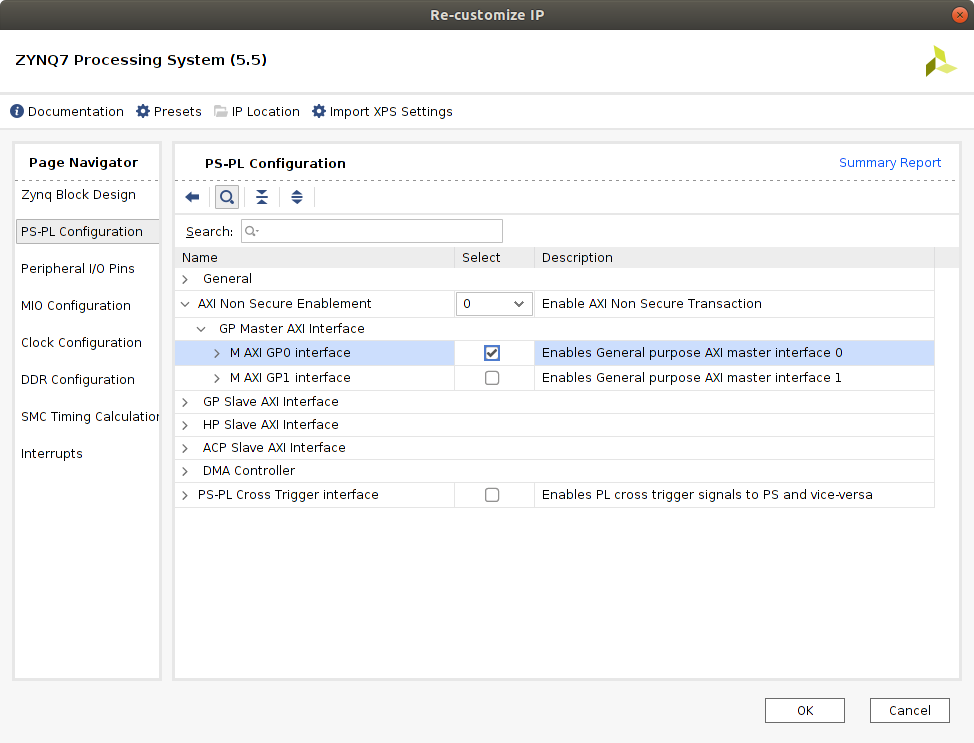 Re-customize IP
ZYNQ7 Processing System (5.5)
Documentation Presets IP Location Import XPS Settings
Page Navigator
Zynq Block Design
PS-PL Configuration
Peripheral I/O Pins
MIO Configuration
Clock Configuration
DDR Configuration
SMC Timing Calculation
Interrupts
PS-PL Configuration Summary Report
Search:
Name Select Description
General
AXI Non Secure Enablement 0 Enable AXI Non Secure Transaction
GP Master AXI Interface
M AXI GP0 interface Enables General purpose AXI master interface 0
M AXI GP1 interface Enables General purpose AXI master interface 1
GP Slave AXI Interface
HP Slave AXI Interface
ACP Slave AXI Interface
DMA Controller
PS-PL Cross Trigger interface Enables PL cross trigger signals to PS and vice-versa
OK Cancel